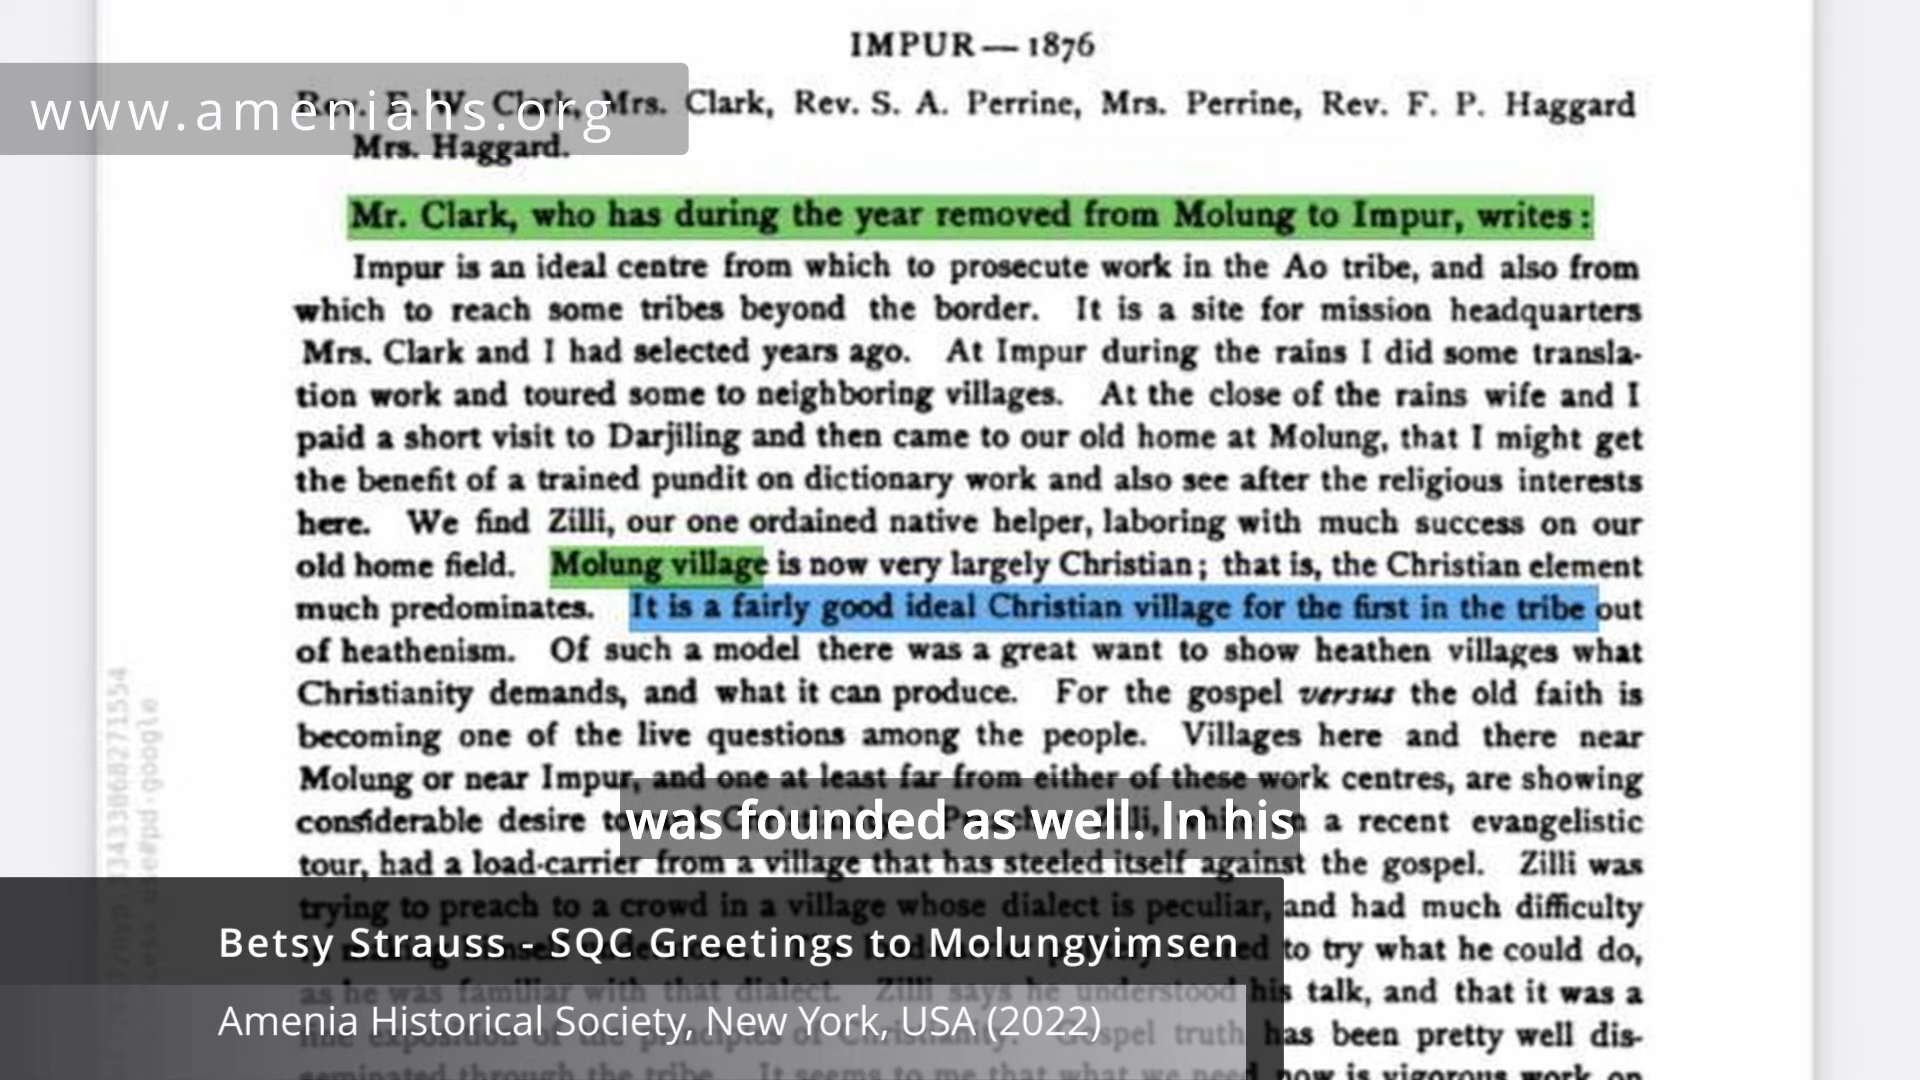 IMPUR — 1876
www.ameniahs.org
Rev. E. W. Clark, Mrs. Clark, Rev. S. A. Perrine, Mrs. Perrine, Rev. F. P. Haggard
Mrs. Haggard.
Mr. Clark, who has during the year removed from Molung to Impur, writes :
Impur is an ideal centre from which to prosecute work in the Ao tribe, and also from
which to reach some tribes beyond the border. It is a site for mission headquarters
Mrs. Clark and I had selected years ago. At Impur during the rains I did some transla-
tion work and toured some to neighboring villages. At the close of the rains wife and I
paid a short visit to Darjiling and then came to our old home at Molung, that I might get
the benefit of a trained pundit on dictionary work and also see after the religious interests
here. We find Zilli, our one ordained native helper, laboring with much success on our
old home field. Molung village is now very largely Christian ; that is, the Christian element
much predominates. It is a fairly good ideal Christian village for the first in the tribe out
of heathenism. Of such a model there was a great want to show heathen villages what
Christianity demands, and what it can produce. For the gospel versus the old faith is
becoming one of the live questions among the people. Villages here and there near
Molung or near Impur, and one at least far from either of these work centres, are showing
considerable desire a recent evangelistic
was founded as well. In his
tour, had a load-carrier from a village that has steeled itself against the gospel. Zilli was
trying to preach to a crowd in a village whose dialect is peculiar, and had much difficulty
to try what he could do,
Betsy Strauss - SQC Greetings to Molungyimsen
as he was familiar with that dialect. Zilli says he understood his talk, and that it was a
Amenia Historical Society, New York, USA (2022)
exposition of the principles of Christianity. Gospel truth has been pretty well dis-
seminated through the tribe. It seems to me that what we need now is vigorous work on